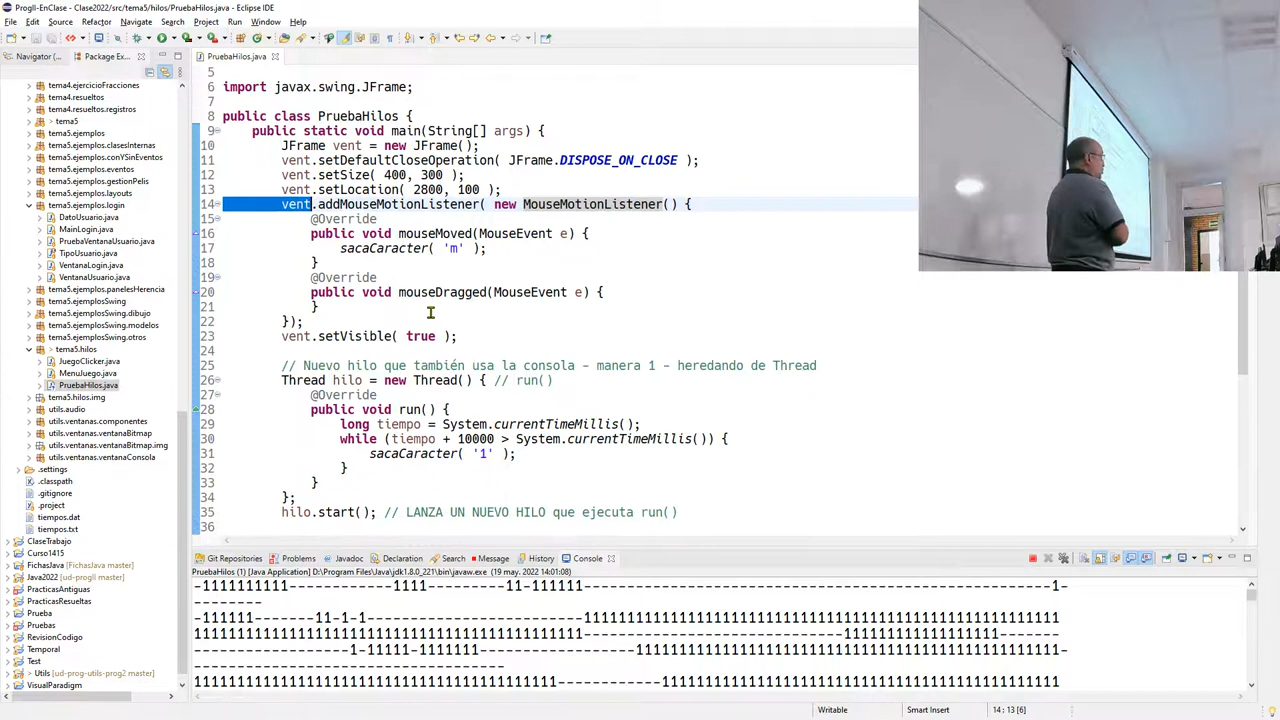 ProgII-EnClase - Clase2022/src/tema5/hilos/PruebaHilos.java - Eclipse IDE
File Edit Source Refactor Navigate Search Project Run Window Help
Navigator (... Package Ex...
PruebaHilos.java
tema4.ejercicioFracciones
tema4.resueltos
tema4.resueltos.registros
tema5
tema5.ejemplos
tema5.ejemplos.clasesInternas
tema5.ejemplos.conYSinEventos
tema5.ejemplos.eventos
tema5.ejemplos.gestionPelis
tema5.ejemplos.layouts
tema5.ejemplos.login
DatoUsuario.java
MainLogin.java
PruebaVentanaUsuario.java
TipoUsuario.java
VentanaLogin.java
VentanaUsuario.java
tema5.ejemplos.panelesHerencia
tema5.ejemplosSwing
tema5.ejemplosSwing.dibujo
tema5.ejemplosSwing.modelos
tema5.ejemplosSwing.otros
tema5.hilos
JuegoClicker.java
MenuJuego.java
PruebaHilos.java
tema5.hilos.img
utils.audio
utils.ventanas.componentes
utils.ventanas.ventanaBitmap
utils.ventanas.ventanaBitmap.img
utils.ventanas.ventanaConsola
.settings
.classpath
.gitignore
.project
tiempos.dat
tiempos.txt
ClaseTrabajo
Curso1415
FichasJava [FichasJava master]
Java2022 [ud-progII master]
PracticasAntiguas
PracticasResueltas
Prueba
Pruebas
RevisionCodigo
Temporal
Test
Utils [ud-prog-utils-prog2 master]
VisualParadigm
5
6 import javax.swing.JFrame;
7
8 public class PruebaHilos {
9 public static void main(String[] args) {
10 JFrame vent = new JFrame();
11 vent.setDefaultCloseOperation( JFrame.DISPOSE_ON_CLOSE );
12 vent.setSize( 400, 300 );
13 vent.setLocation( 2800, 100 );
14 vent.addMouseMotionListener( new MouseMotionListener() {
15 @Override
16 public void mouseMoved(MouseEvent e) {
17 sacaCaracter( 'm' );
18 }
19 @Override
20 public void mouseDragged(MouseEvent e) {
21 }
22 });
23 vent.setVisible( true );
24
25 // Nuevo hilo que también usa la consola - manera 1 - heredando de Thread
26 Thread hilo = new Thread() { // run()
27 @Override
28 public void run() {
29 long tiempo = System.currentTimeMillis();
30 while (tiempo + 10000 > System.currentTimeMillis()) {
31 sacaCaracter( '1' );
32 }
33 }
34 };
35 hilo.start(); // LANZA UN NUEVO HILO que ejecuta run()
36
Git Repositories Problems Javadoc Declaration Search Message History Console
PruebaHilos (1) [Java Application] D:\Program Files\Java\jdk1.8.0_221\bin\javaw.exe (19 may. 2022 14:01:08)
Writable Smart Insert 14 : 13 [6]